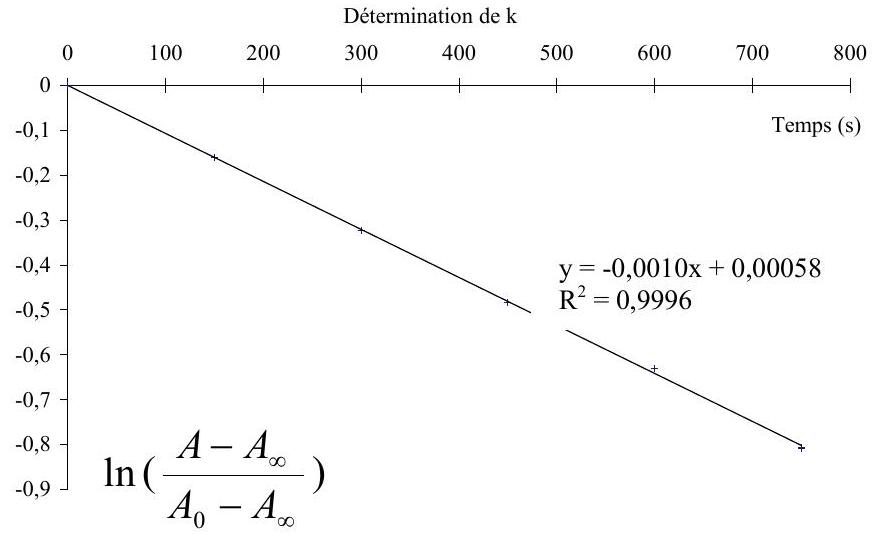 Détermination de k
0 100 200 300 400 500 600 700 800
Temps (s)
0
-0,1
-0,2
-0,3
-0,4
-0,5
-0,6
-0,7
-0,8
-0,9
y = -0,0010x + 0,00058
R² = 0,9996
ln ( (A − A∞) / (A₀ − A∞) )